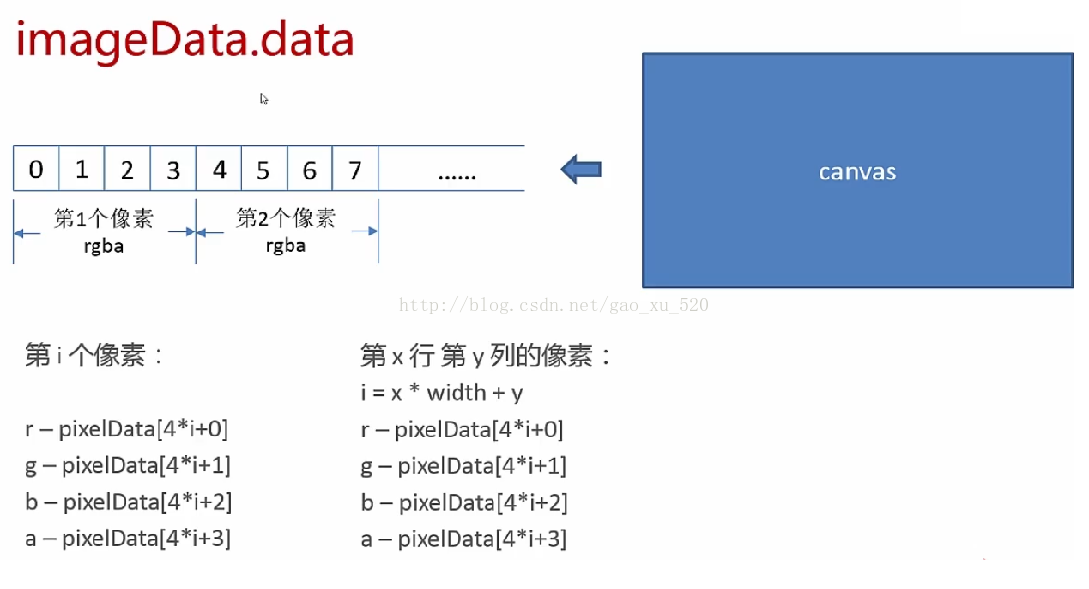 imageData.data
0 1 2 3 4 5 6 7 ......
canvas
第1个像素 第2个像素
rgba rgba
http://blog.csdn.net/gao_xu_520
第 i 个像素：
r – pixelData[4*i+0]
g – pixelData[4*i+1]
b – pixelData[4*i+2]
a – pixelData[4*i+3]
第 x 行 第 y 列的像素：
i = x * width + y
r – pixelData[4*i+0]
g – pixelData[4*i+1]
b – pixelData[4*i+2]
a – pixelData[4*i+3]